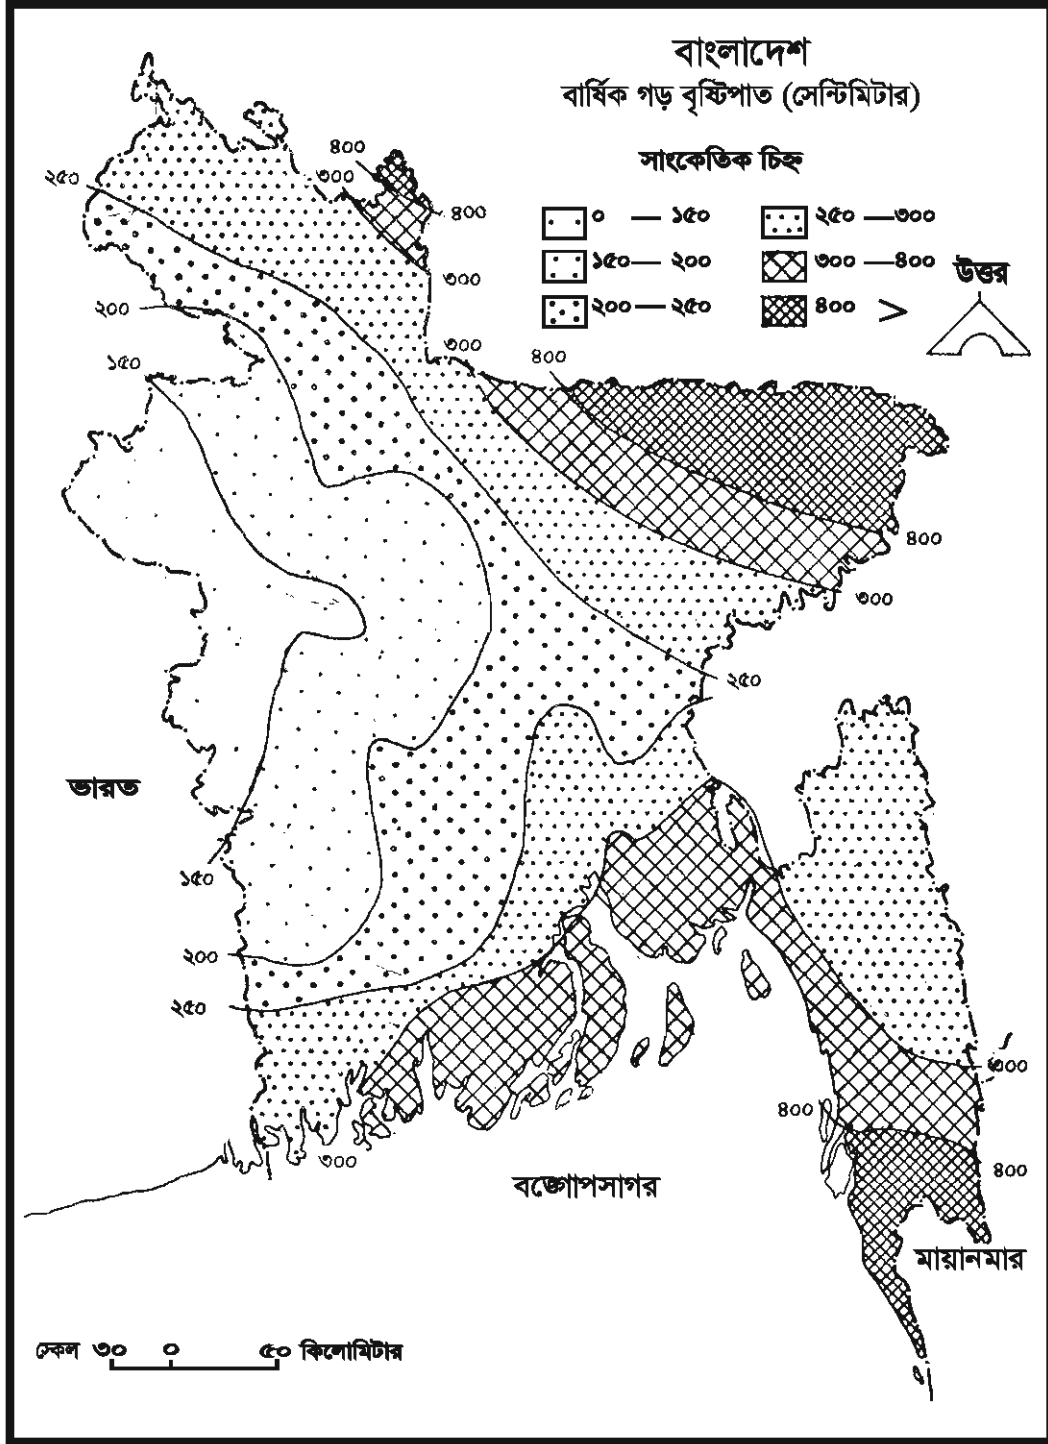 বাংলাদেশ
বার্ষিক গড় বৃষ্টিপাত (সেন্টিমিটার)
সাংকেতিক চিহ্ন
০ — ১৫০
২৫০ —৩০০
১৫০— ২০০
৩০০ —৪০০
২০০ — ২৫০
৪০০ >
উত্তর
৪০০
৩০০
২৫০
৪০০
৩০০
২০০
৩০০
৪০০
১৫০
৪০০
৩০০
২৫০
ভারত
১৫০
২০০
২৫০
৩০০
৪০০
৩০০
৪০০
বঙ্গোপসাগর
মায়ানমার
স্কেল ৩০ ০ ৫০ কিলোমিটার